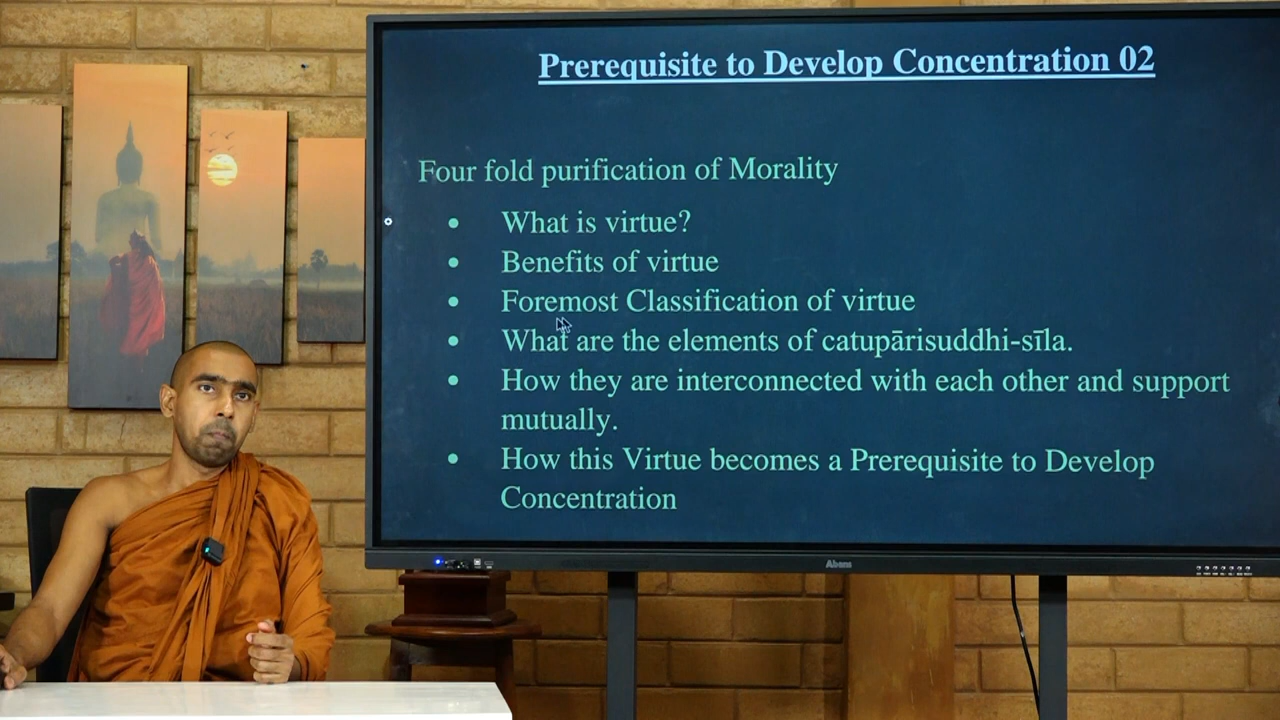 Prerequisite to Develop Concentration 02
Four fold purification of Morality
• What is virtue?
• Benefits of virtue
• Foremost Classification of virtue
• What are the elements of catupārisuddhi-sīla.
• How they are interconnected with each other and support
mutually.
• How this Virtue becomes a Prerequisite to Develop
Concentration
Abans